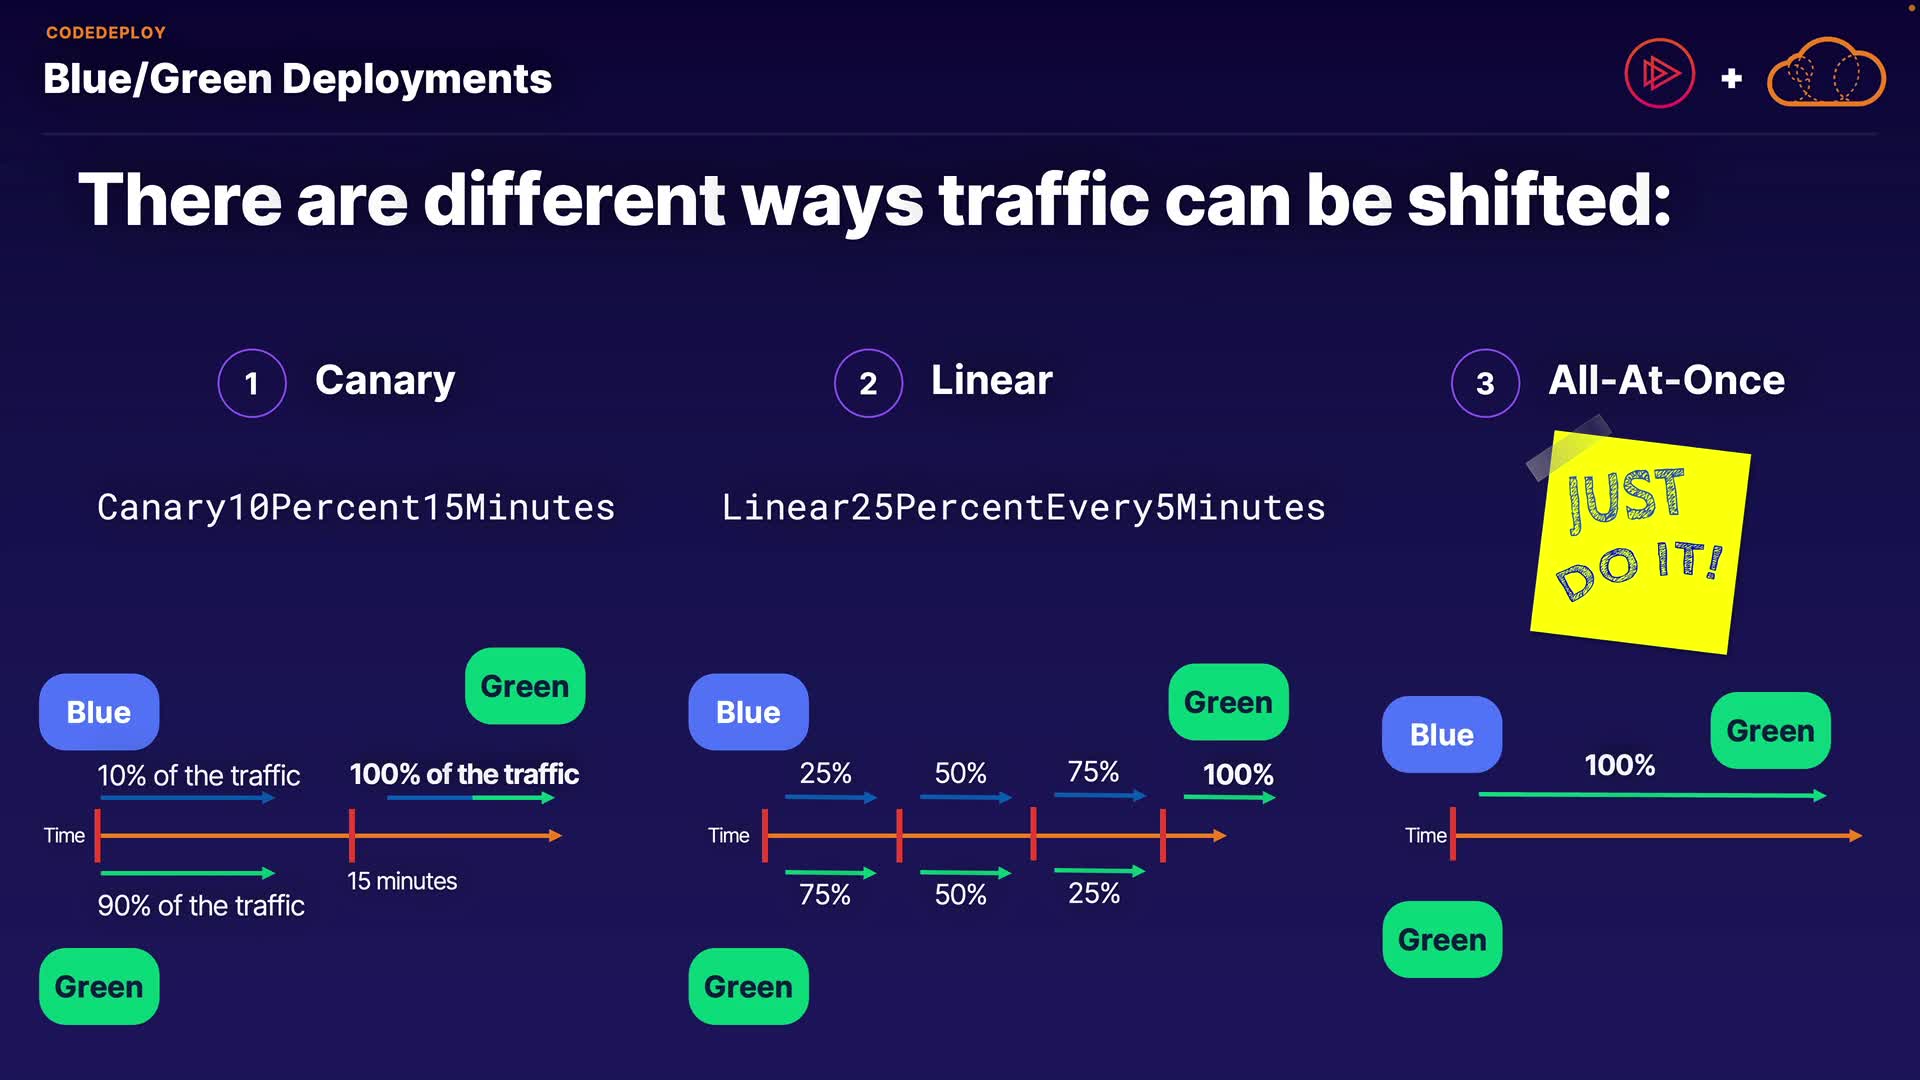 CODEDEPLOY
Blue/Green Deployments
+
There are different ways traffic can be shifted:
1 Canary
Canary10Percent15Minutes
Blue
Green
10% of the traffic
100% of the traffic
Time
15 minutes
90% of the traffic
Green
2 Linear
Linear25PercentEvery5Minutes
Blue
Green
25% 50% 75% 100%
Time
75% 50% 25%
Green
3 All-At-Once
JUST
DO IT!
Blue
Green
100%
Time
Green